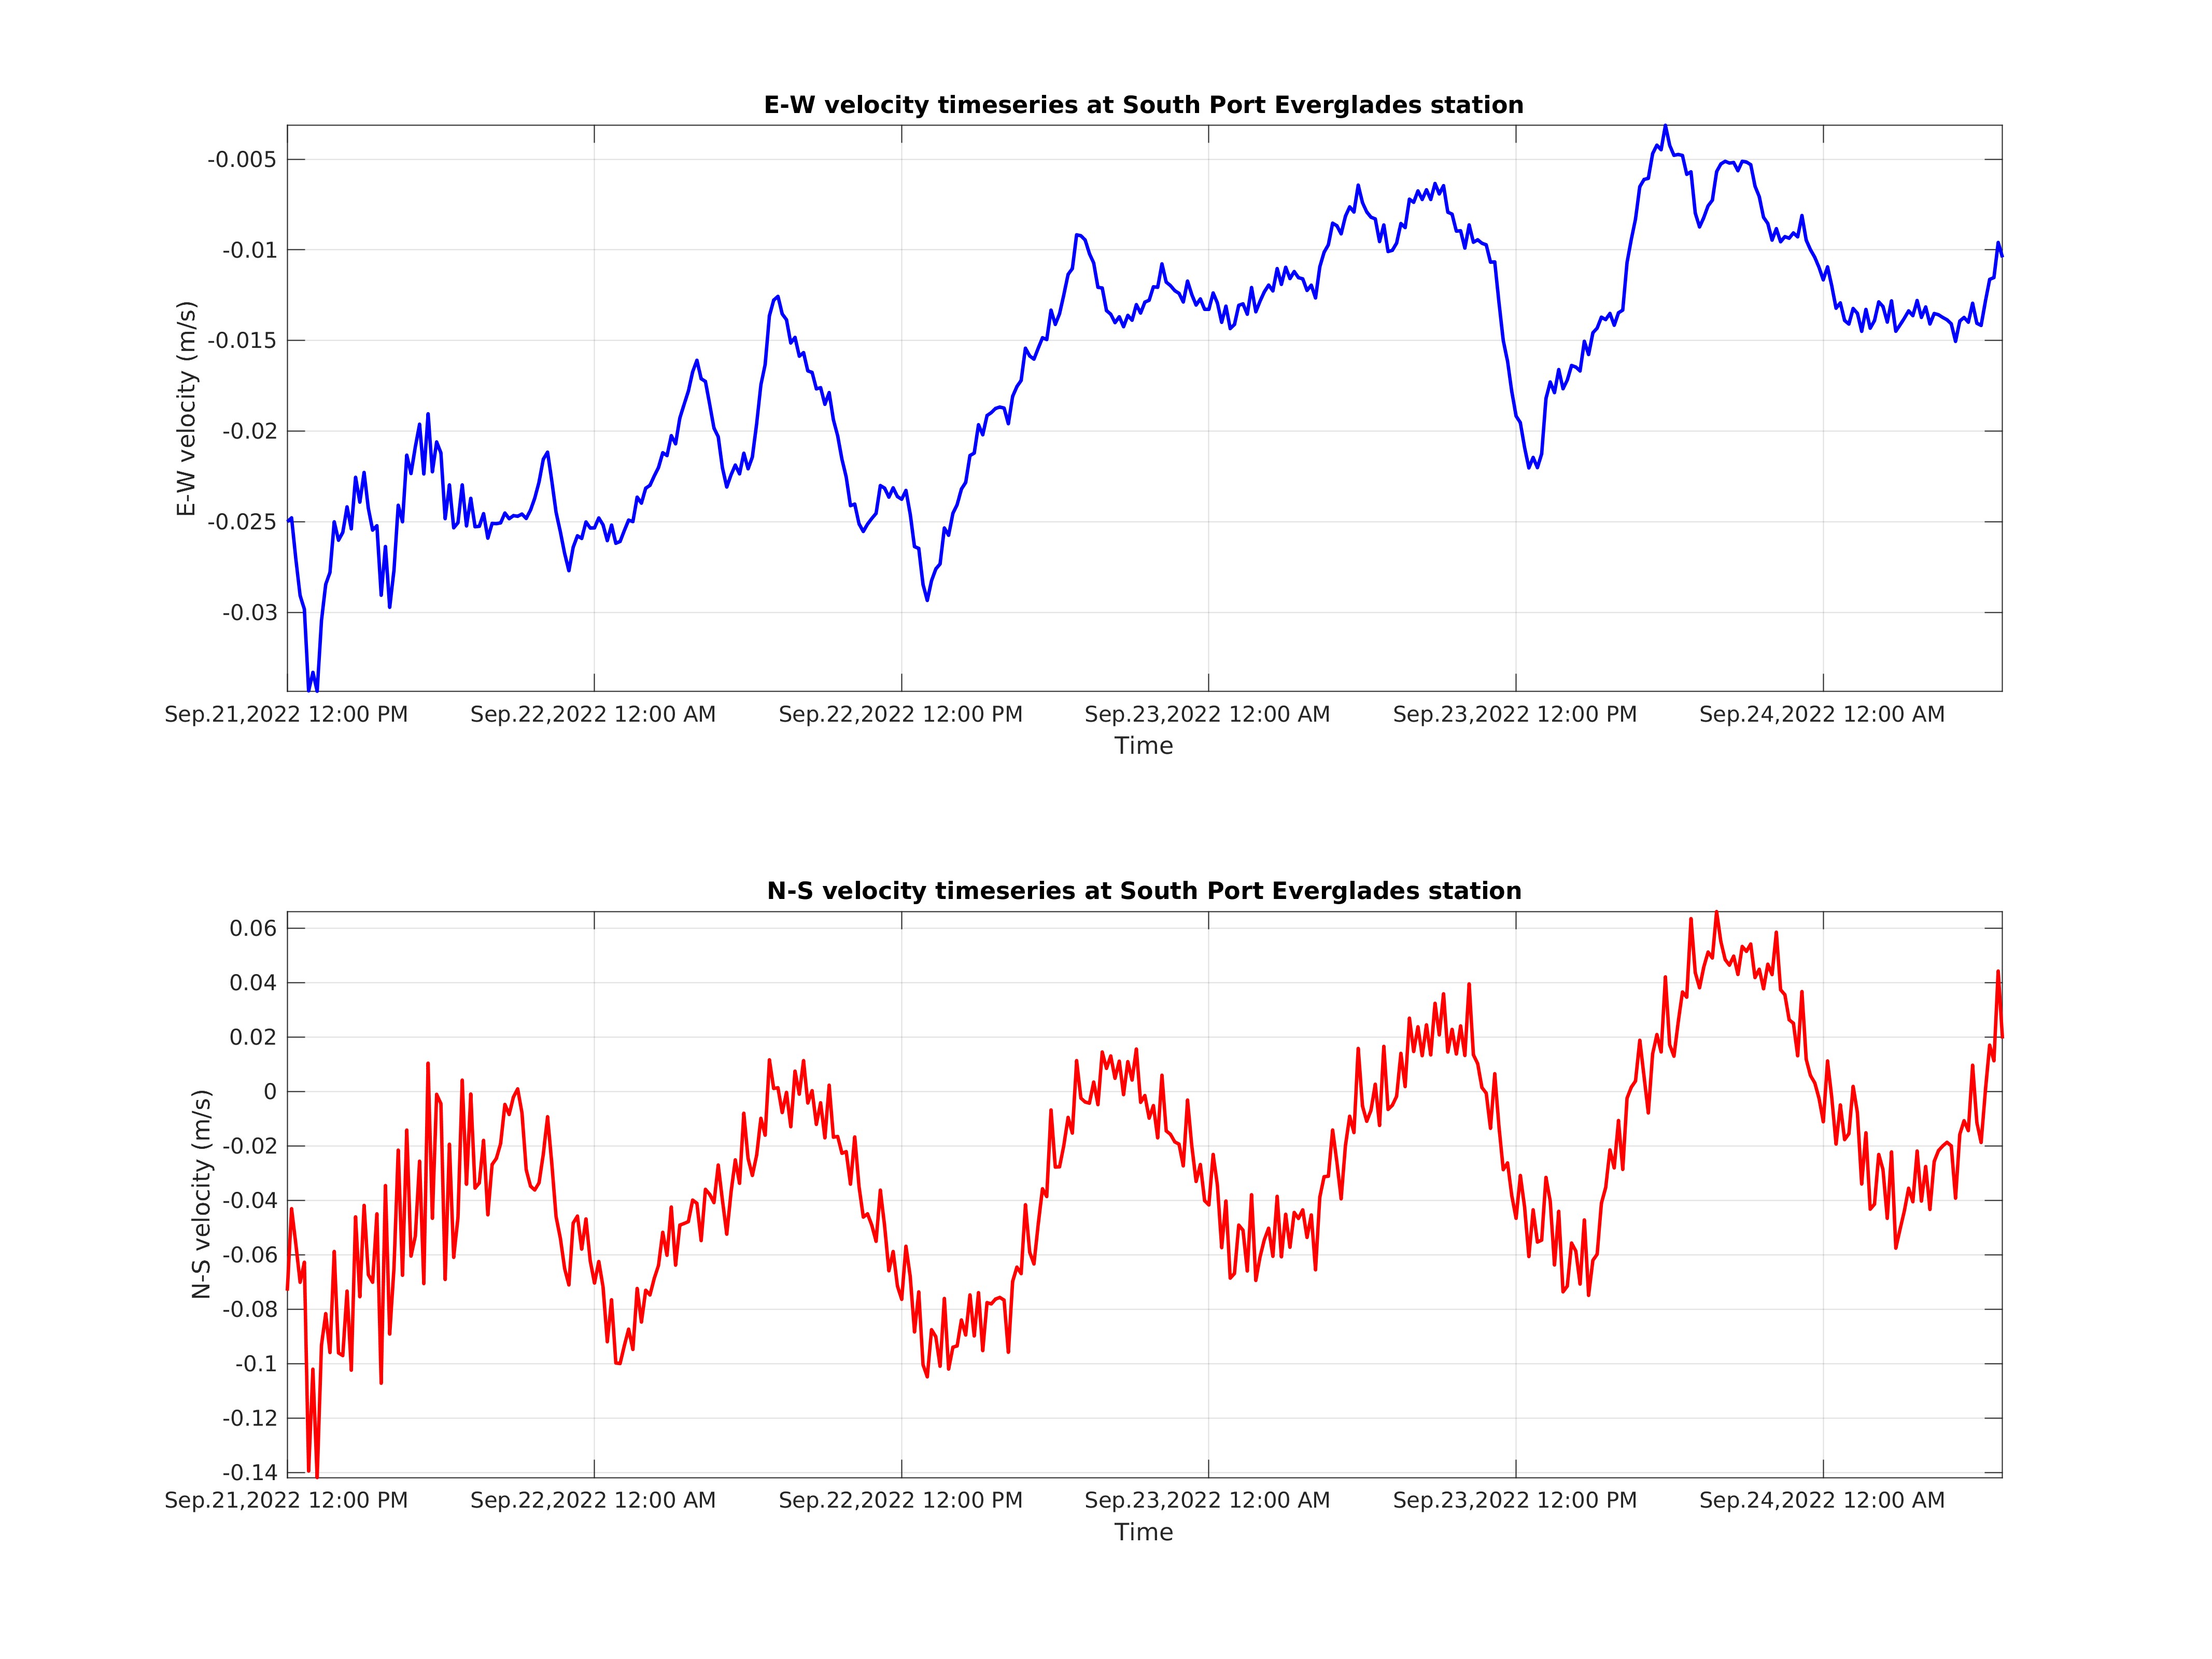 E-W velocity timeseries at South Port Everglades station
E-W velocity (m/s)
-0.005
-0.01
-0.015
-0.02
-0.025
-0.03
Sep.21,2022 12:00 PM Sep.22,2022 12:00 AM Sep.22,2022 12:00 PM Sep.23,2022 12:00 AM Sep.23,2022 12:00 PM Sep.24,2022 12:00 AM
Time
N-S velocity timeseries at South Port Everglades station
N-S velocity (m/s)
0.06
0.04
0.02
0
-0.02
-0.04
-0.06
-0.08
-0.1
-0.12
-0.14
Sep.21,2022 12:00 PM Sep.22,2022 12:00 AM Sep.22,2022 12:00 PM Sep.23,2022 12:00 AM Sep.23,2022 12:00 PM Sep.24,2022 12:00 AM
Time